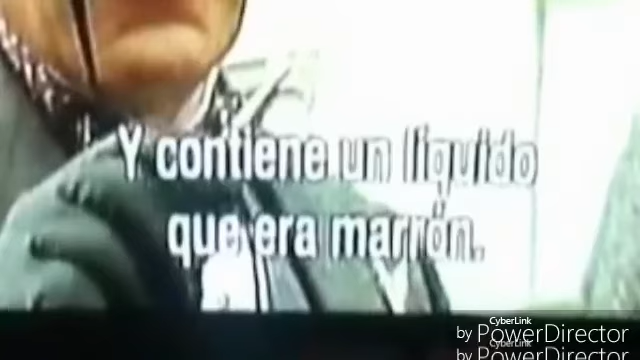 Y contiene un líquido
que era marrón.
CyberLink
by PowerDirector
CyberLink
by PowerDirector